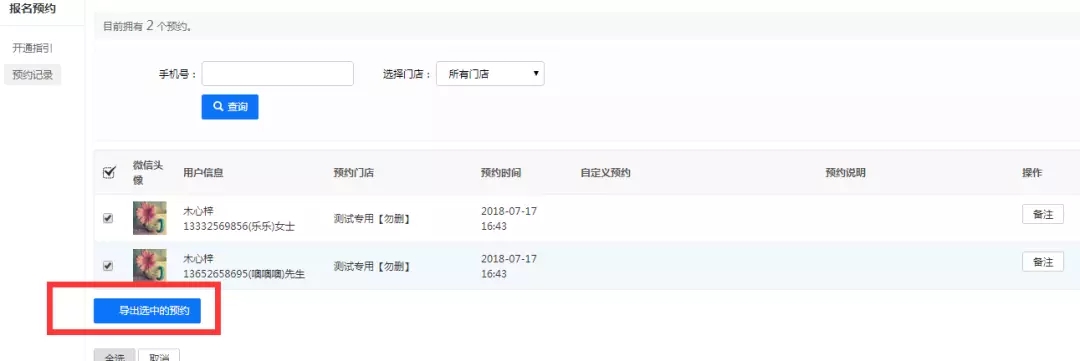 报名预约
开通指引
预约记录
目前拥有 2 个预约。
手机号：
选择门店：
所有门店
查询
微信头像
用户信息
预约门店
预约时间
自定义预约
预约说明
操作
木心梓
13332569856(乐乐)女士
测试专用【勿删】
2018-07-17
16:43
备注
木心梓
13652658695(嘀嘀嘀)先生
测试专用【勿删】
2018-07-17
16:43
备注
导出选中的预约
全选
取消